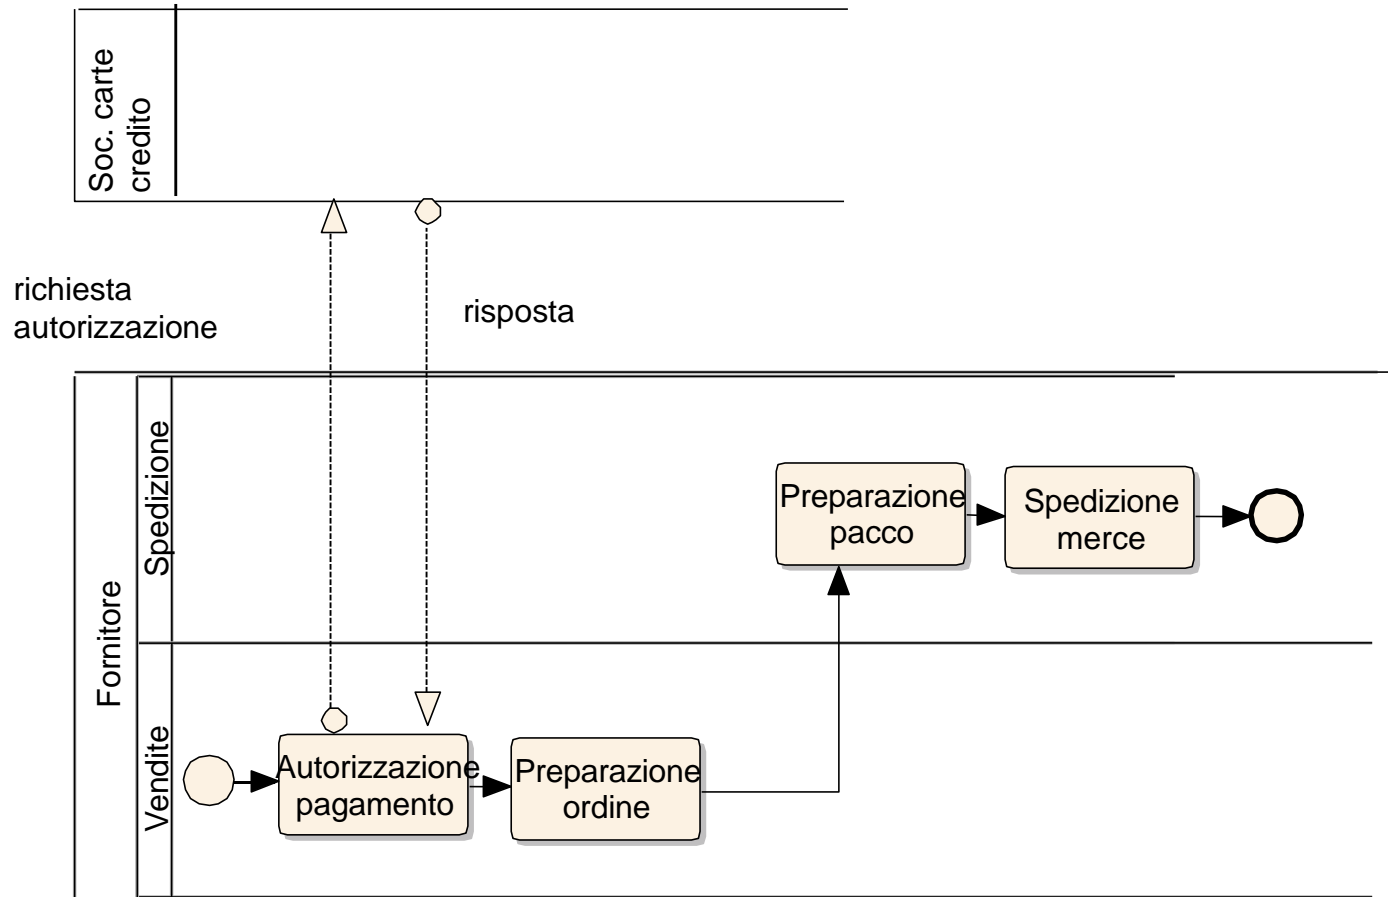 Soc. carte
credito
richiesta
autorizzazione
risposta
Fornitore
Spedizione
Preparazione
pacco
Spedizione
merce
Vendite
Autorizzazione
pagamento
Preparazione
ordine